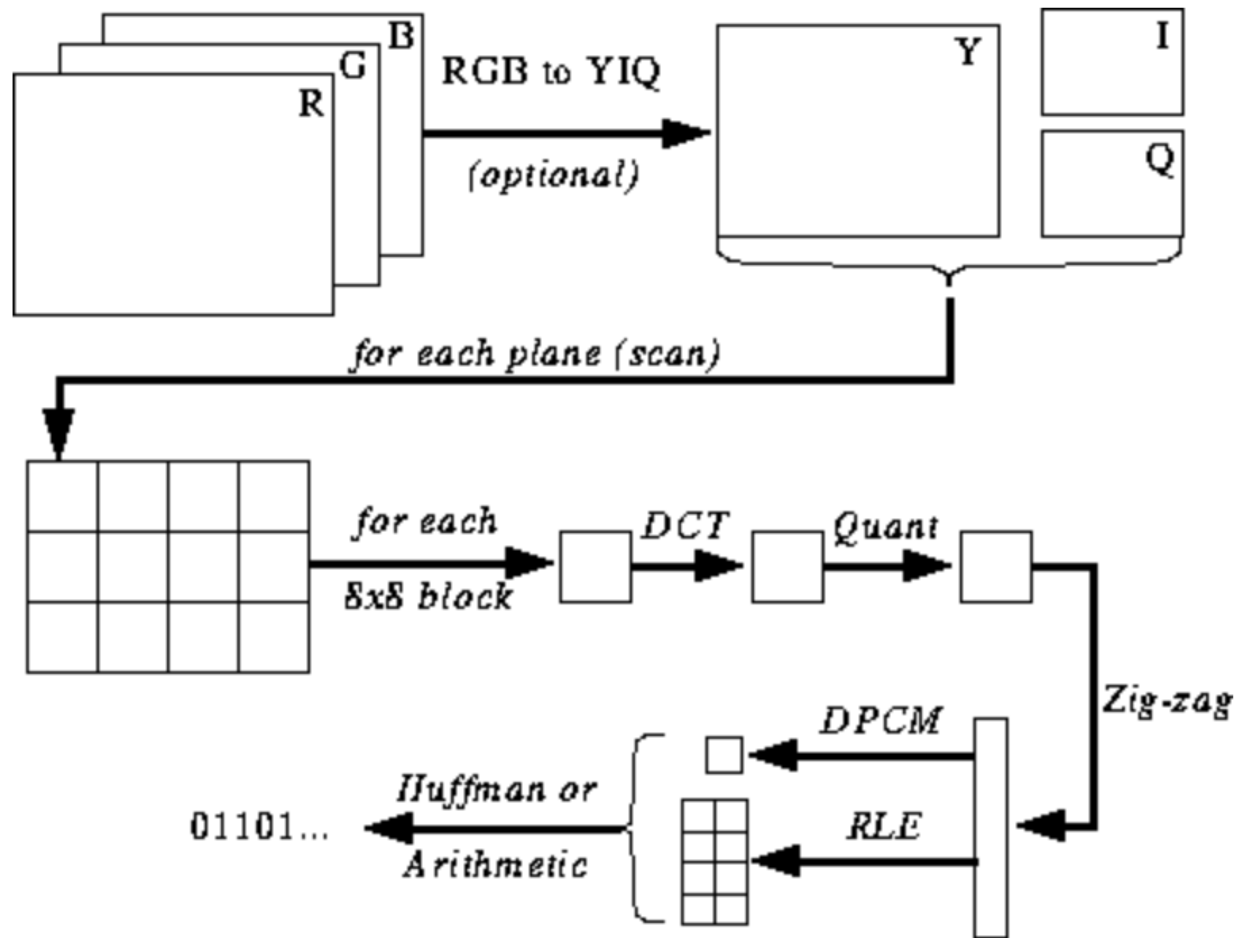 B
G
R
RGB to YIQ
(optional)
Y
I
Q
for each plane (scan)
for each
8x8 block
DCT
Quant
Zig-zag
DPCM
RLE
Huffman or
Arithmetic
01101...